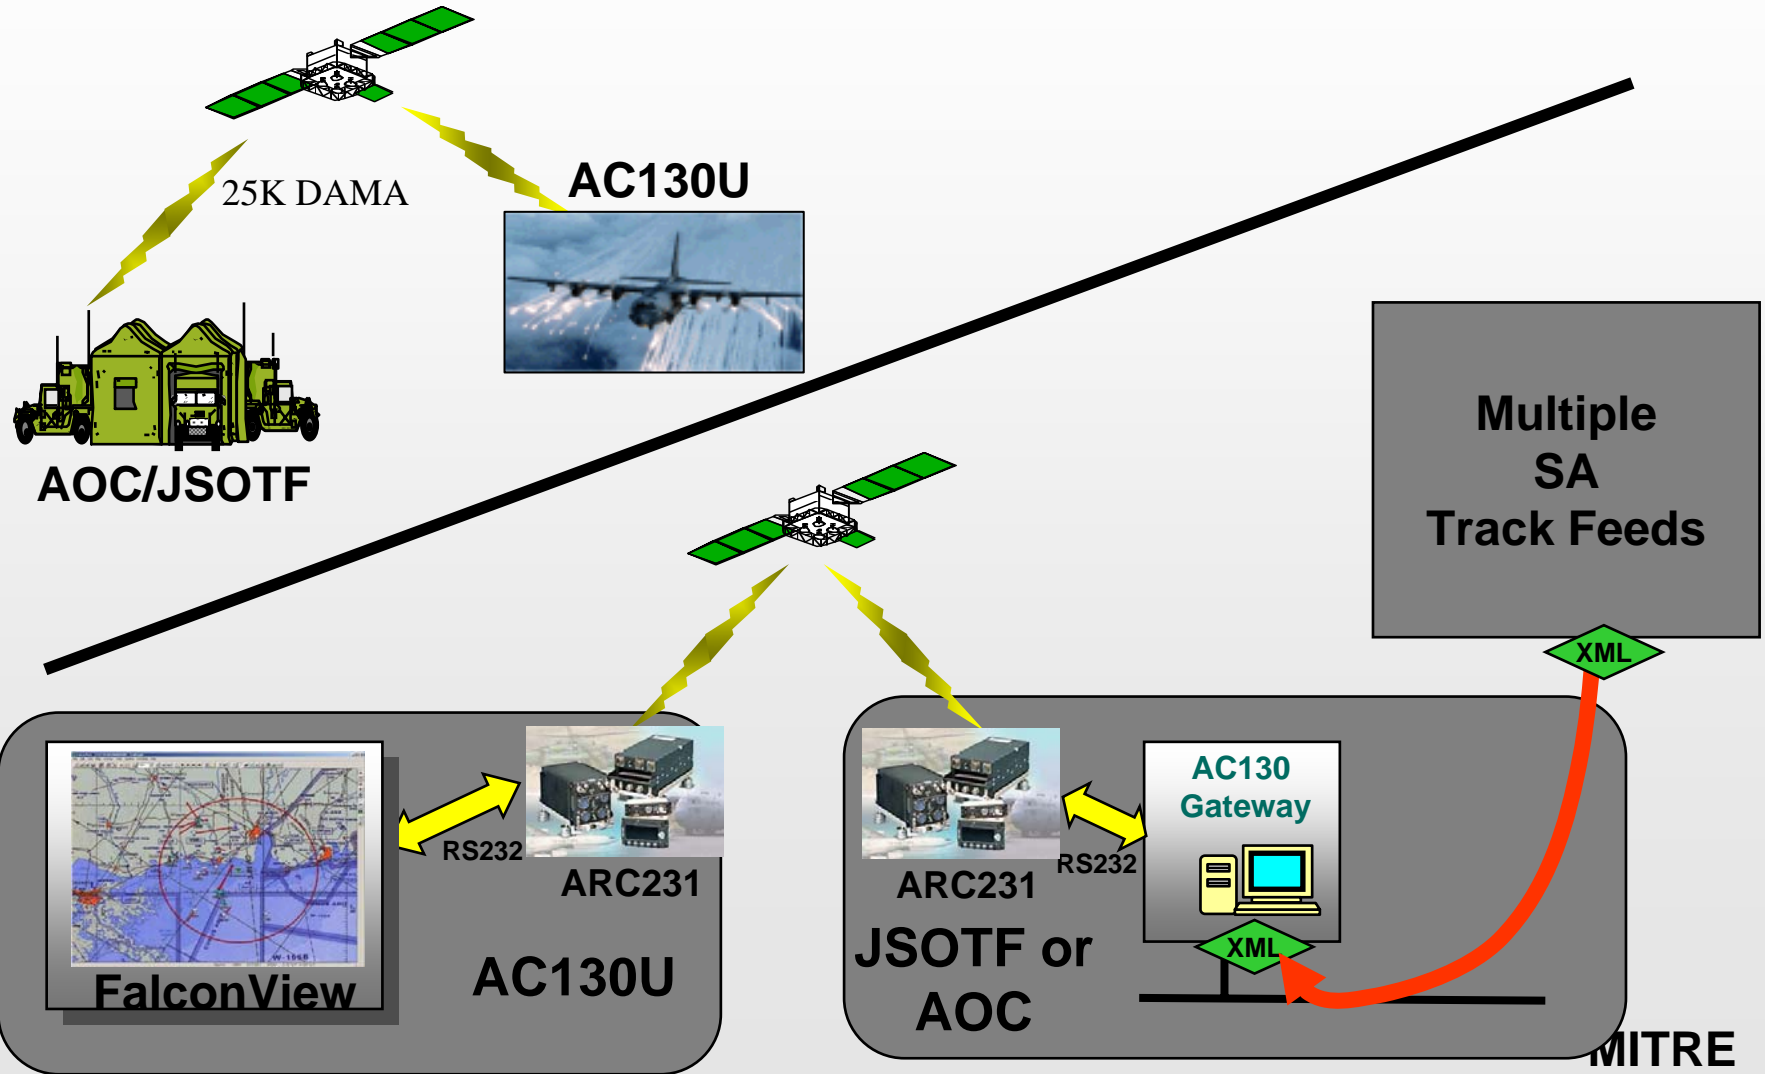 25K DAMA
AC130U
AOC/JSOTF
Multiple
SA
Track Feeds
XML
RS232
ARC231
FalconView
AC130U
AC130
Gateway
RS232
ARC231
XML
JSOTF or
AOC
MITRE